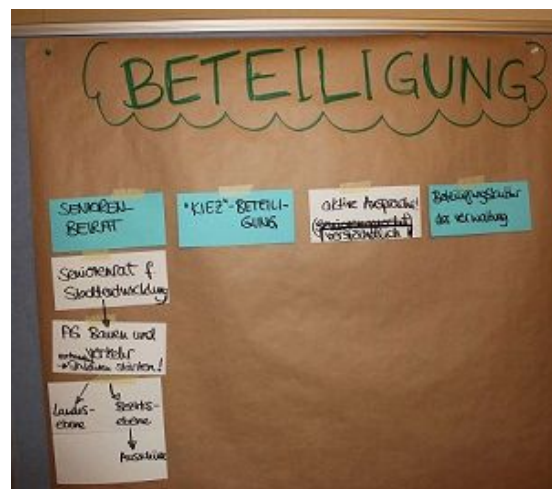 BETEILIGUNG
SENIOREN-
BEIRAT
"KIEZ"-BETEILI-
GUNG
aktive Ansprache!
verständlich
Beteiligungskultur
der Verwaltung
Seniorenrat f.
Stadtentwicklung
AG Bauen und
Verkehr
stärken!
Landes-
ebene
Bezirks-
ebene
Ausschüsse